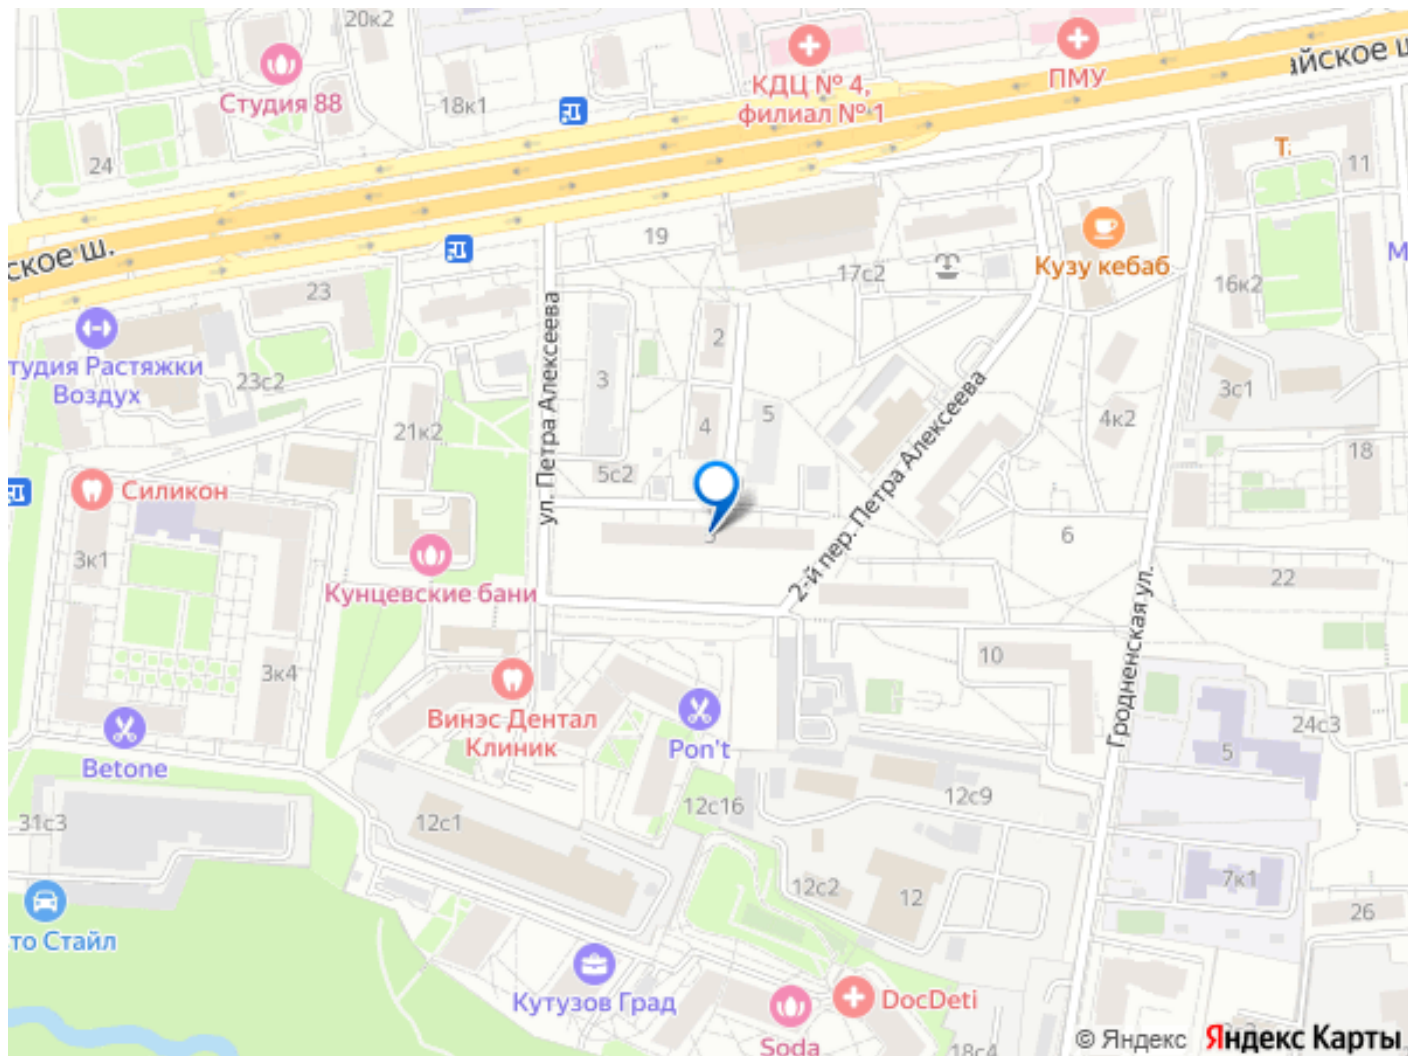 20к2
Студия 88
18к1
24
КДЦ № 4,
филиал № 1
ПМУ
айское ш
11
ское ш.
19
17с2
Кузу кебаб
16к2
23
тудия Растяжки
Воздух
23с2
ул. Петра Алексеева
2
3
4
5
21к2
5с2
2-й пер. Петра Алексеева
4к2
3с1
18
Силикон
3к1
Кунцевские бани
6
22
Гродненская ул.
10
3к4
Винэс Дентал
Клиник
Pon't
Betone
24с3
5
31с3
12с1
12с16
12с9
12с2
12
7к1
26
то Стайл
Кутузов Град
DocDeti
Soda
18с4
© Яндекс Яндекс Карты